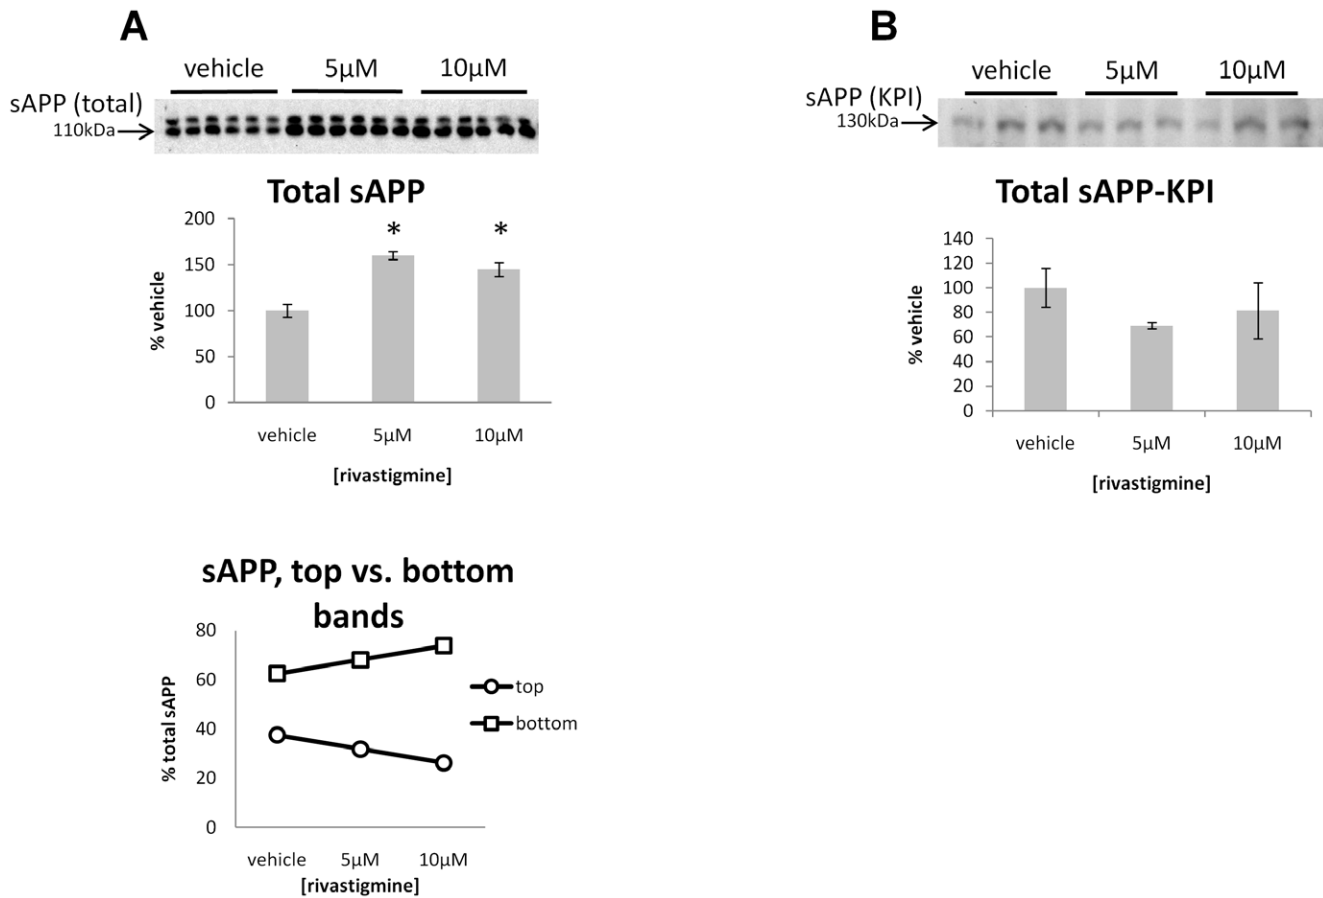 A
vehicle 5µM 10µM
sAPP (total)
110kDa
Total sAPP
200
150
100
50
0
% vehicle
* *
vehicle 5µM 10µM
[rivastigmine]
sAPP, top vs. bottom
bands
80
60
40
20
0
% total sAPP
top
bottom
vehicle 5µM 10µM
[rivastigmine]
B
vehicle 5µM 10µM
sAPP (KPI)
130kDa
Total sAPP-KPI
140
120
100
80
60
40
20
0
% vehicle
vehicle 5µM 10µM
[rivastigmine]